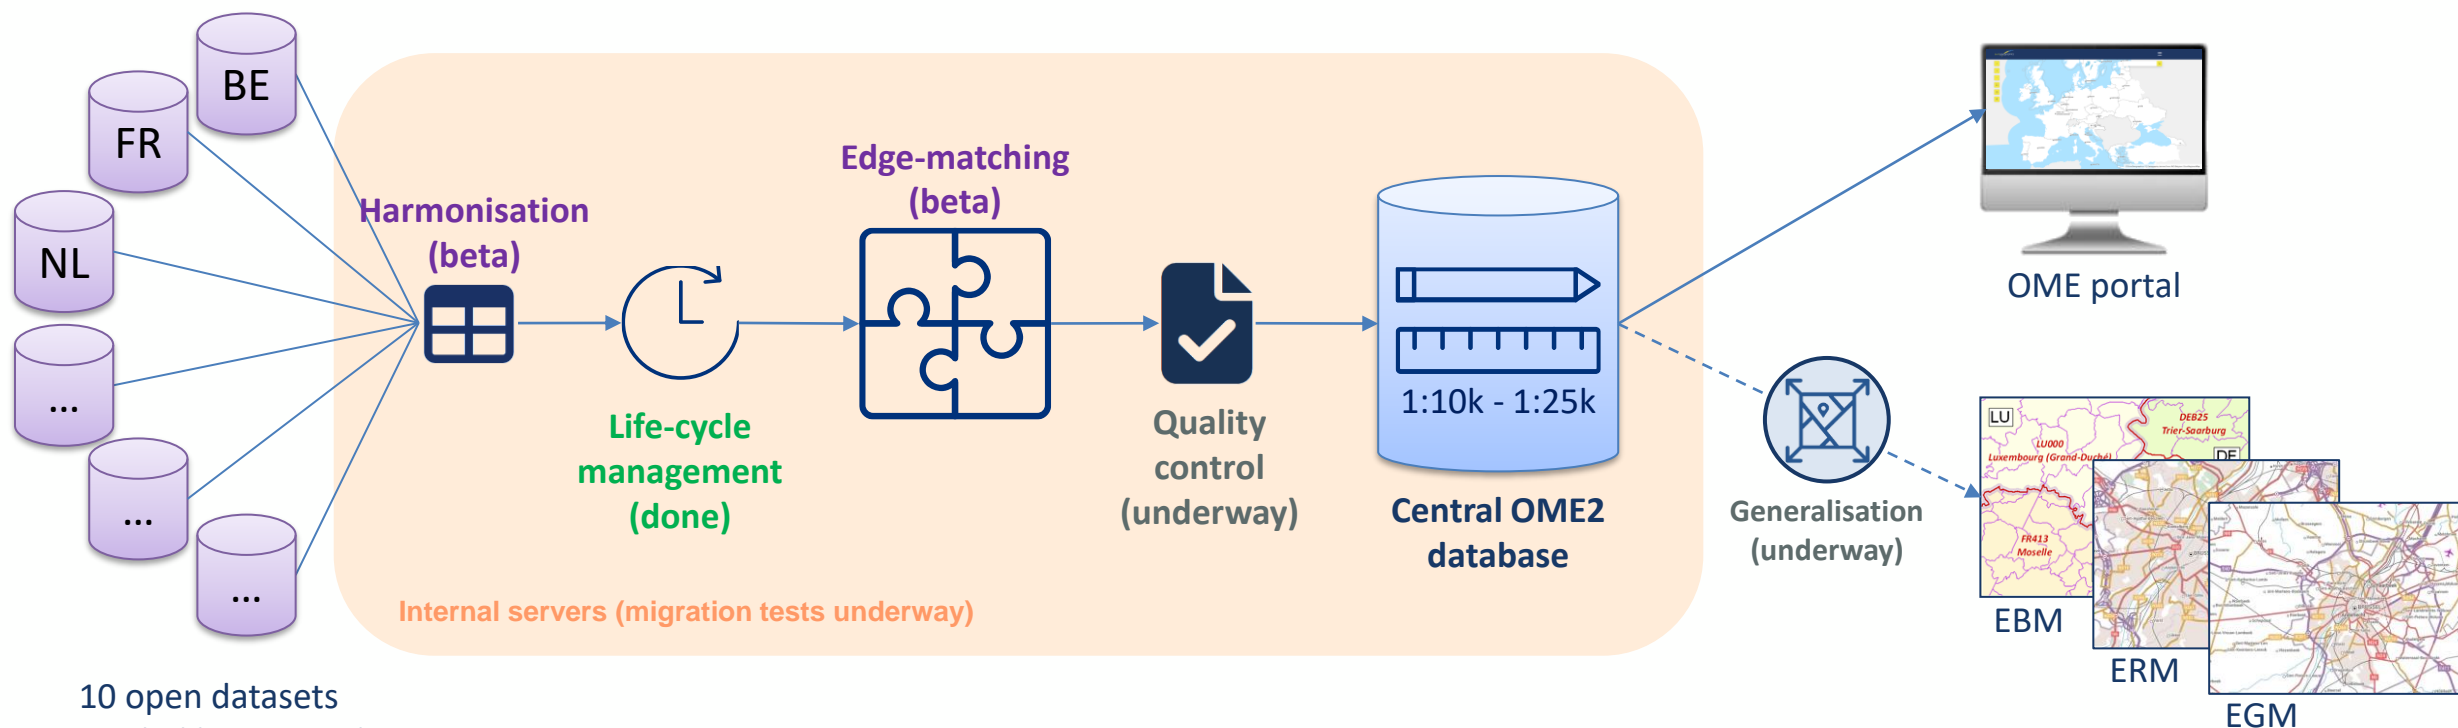 BE
FR
NL
...
...
...
10 open datasets
Harmonisation
(beta)
Life-cycle
management
(done)
Edge-matching
(beta)
Quality
control
(underway)
1:10k - 1:25k
Central OME2
database
Internal servers (migration tests underway)
OME portal
Generalisation
(underway)
LU
DEB25
Trier-Saarburg
LU000
Luxembourg (Grand-Duché)
DE
FR413
Moselle
EBM
ERM
EGM